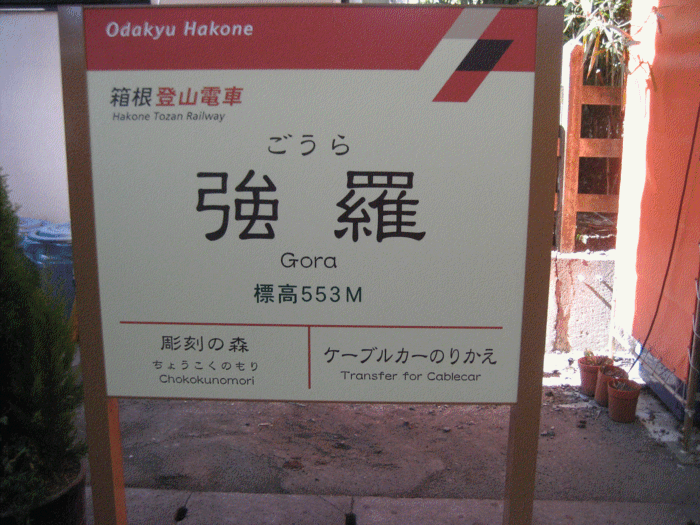 Odakyu Hakone
箱根登山電車
Hakone Tozan Railway
ごうら
強羅
Gora
標高553M
彫刻の森
ちょうこくのもり
Chokokunomori
ケーブルカーのりかえ
Transfer for Cablecar